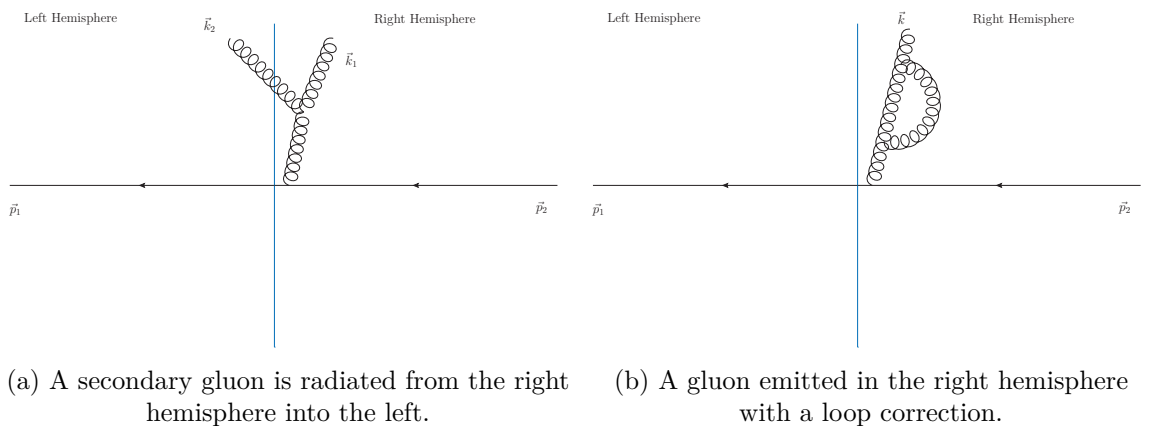 Left Hemisphere
Right Hemisphere
k⃗₂
k⃗₁
p⃗₁
p⃗₂
(a) A secondary gluon is radiated from the right
hemisphere into the left.
Left Hemisphere
k⃗
Right Hemisphere
p⃗₁
p⃗₂
(b) A gluon emitted in the right hemisphere
with a loop correction.